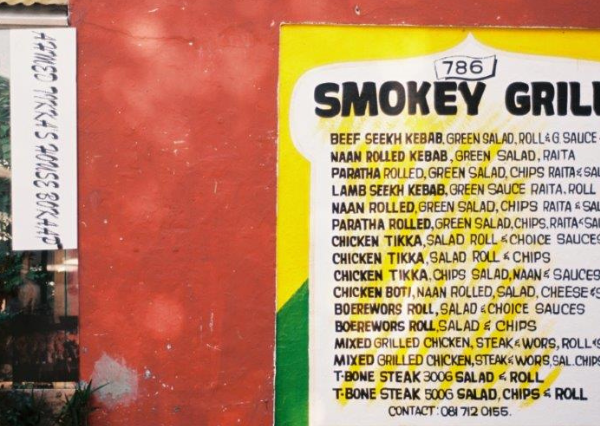 HOUSE BOKAAP
786
SMOKEY GRILL
BEEF SEEKH KEBAB, GREEN SALAD, ROLL & G. SAUCE
NAAN ROLLED KEBAB, GREEN SALAD, RAITA
PARATHA ROLLED, GREEN SALAD, CHIPS RAITA & SAU
LAMB SEEKH KEBAB, GREEN SAUCE RAITA. ROLL
NAAN ROLLED, GREEN SALAD, CHIPS RAITA & SAU
PARATHA ROLLED, GREEN SALAD, CHIPS, RAITA & SAU
CHICKEN TIKKA, SALAD ROLL & CHOICE SAUCES
CHICKEN TIKKA, SALAD ROLL & CHIPS
CHICKEN TIKKA, CHIPS SALAD, NAAN & SAUCES
CHICKEN BOTI, NAAN ROLLED, SALAD, CHEESE & S
BOEREWORS ROLL, SALAD & CHOICE SAUCES
BOEREWORS ROLL, SALAD & CHIPS
MIXED GRILLED CHICKEN, STEAK & WORS, ROLL & S
MIXED GRILLED CHICKEN, STEAK & WORS, SAL. CHIPS
T-BONE STEAK 300G SALAD & ROLL
T-BONE STEAK 500G SALAD, CHIPS & ROLL
CONTACT: 081 712 0155.